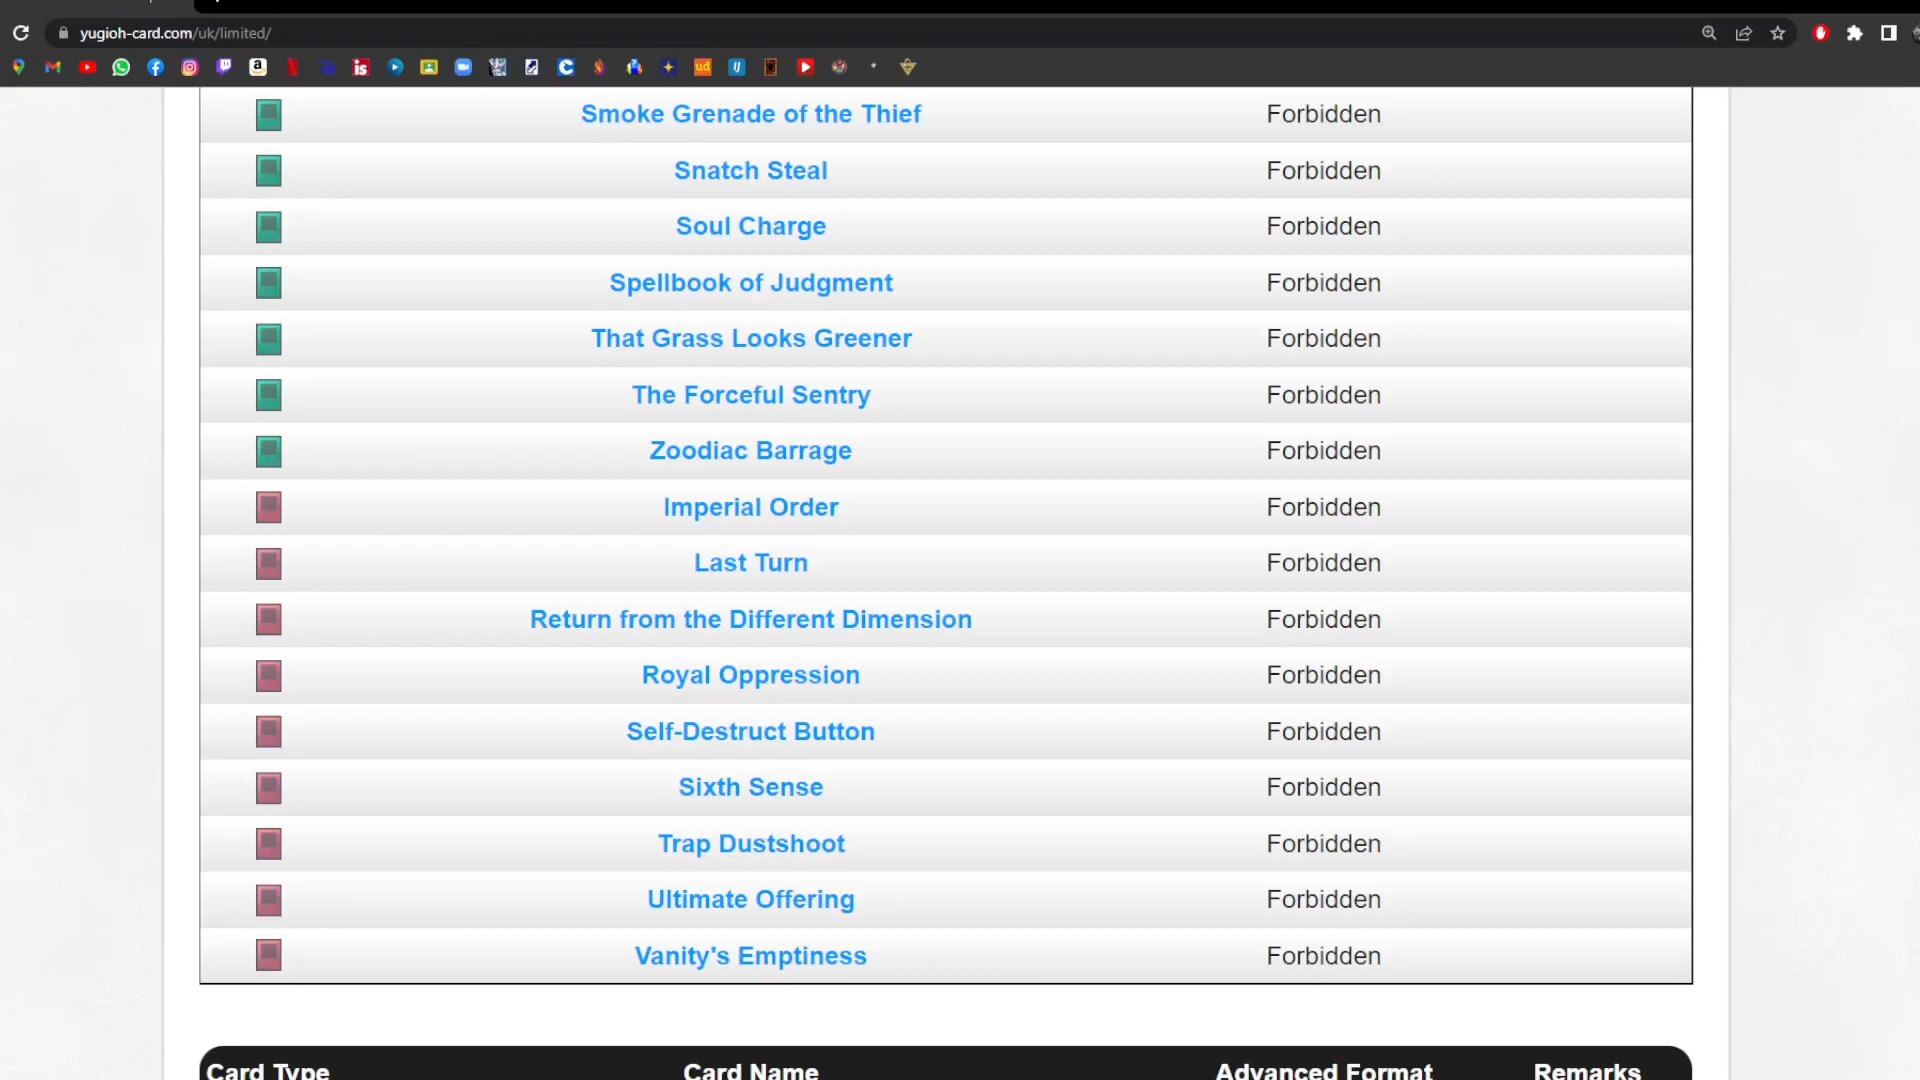 yugioh-card.com/uk/limited/
Smoke Grenade of the Thief Forbidden
Snatch Steal Forbidden
Soul Charge Forbidden
Spellbook of Judgment Forbidden
That Grass Looks Greener Forbidden
The Forceful Sentry Forbidden
Zoodiac Barrage Forbidden
Imperial Order Forbidden
Last Turn Forbidden
Return from the Different Dimension Forbidden
Royal Oppression Forbidden
Self-Destruct Button Forbidden
Sixth Sense Forbidden
Trap Dustshoot Forbidden
Ultimate Offering Forbidden
Vanity's Emptiness Forbidden
Card Type Card Name Advanced Format Remarks